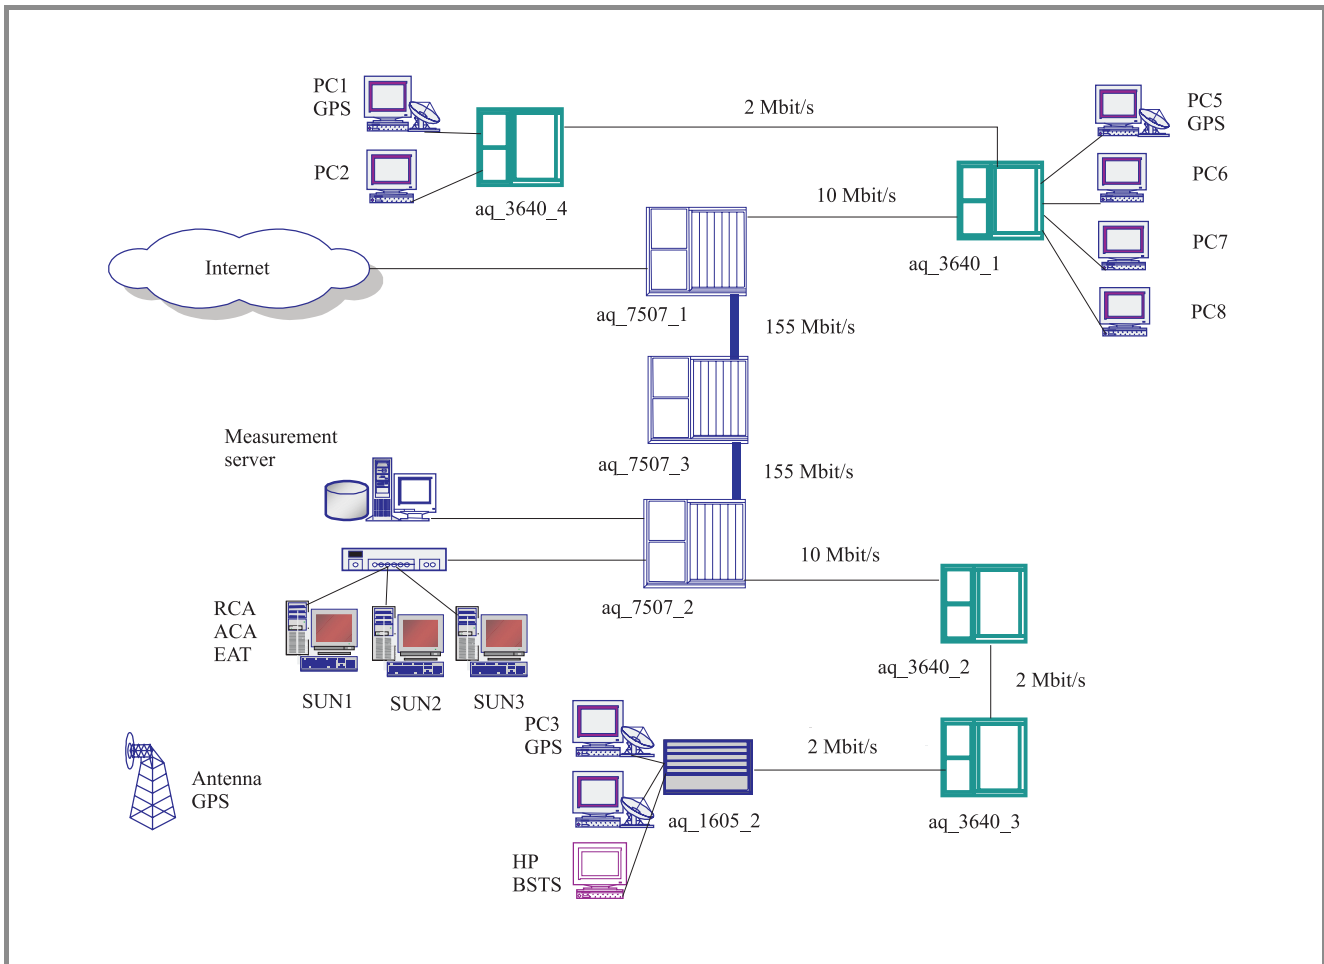 PC1
GPS
2 Mbit/s
PC5
GPS
PC2
PC6
aq_3640_4
10 Mbit/s
PC7
Internet
aq_3640_1
aq_7507_1
155 Mbit/s
PC8
Measurement
server
aq_7507_3
155 Mbit/s
10 Mbit/s
RCA
ACA
EAT
aq_7507_2
aq_3640_2
2 Mbit/s
SUN1
SUN2
SUN3
PC3
GPS
2 Mbit/s
Antenna
GPS
aq_1605_2
aq_3640_3
HP
BSTS